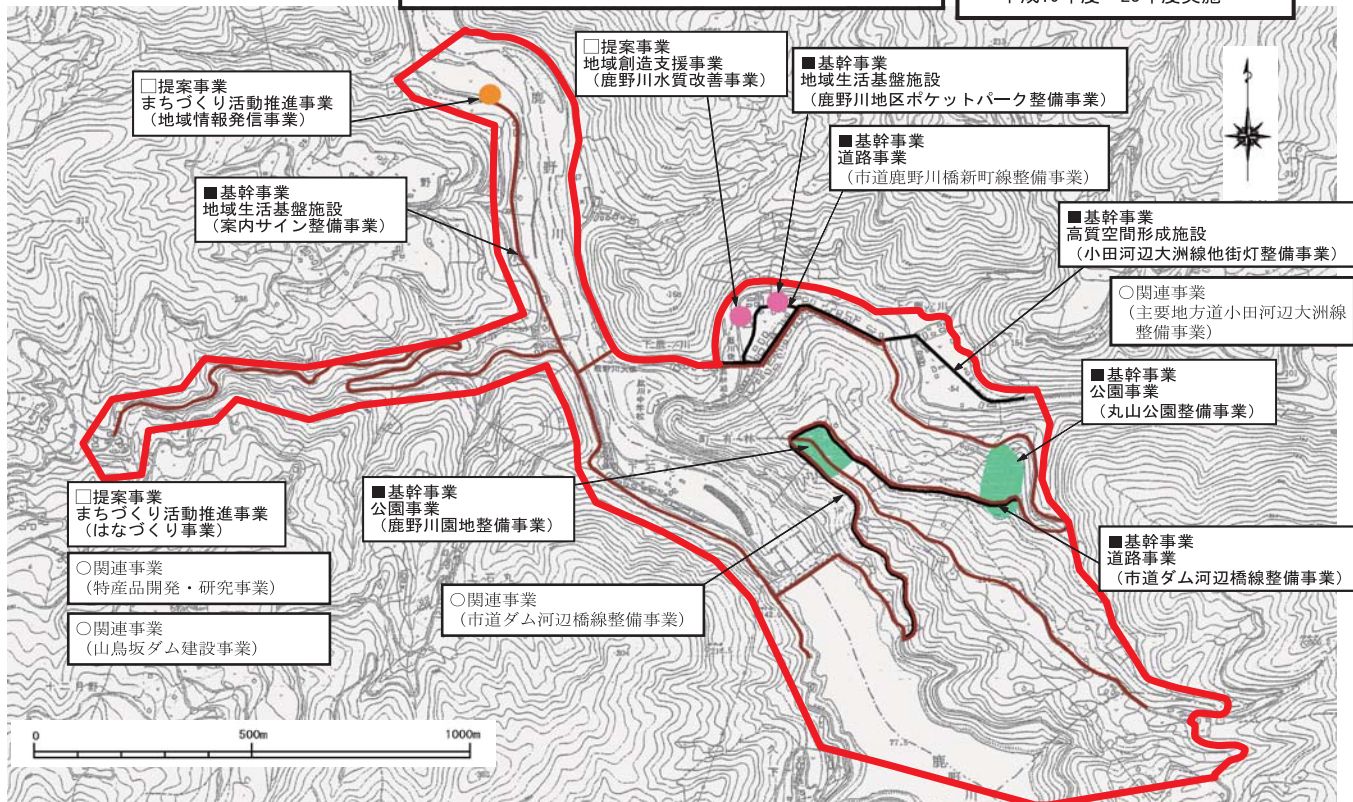 □提案事業
まちづくり活動推進事業
(地域情報発信事業)
□提案事業
地域創造支援事業
(鹿野川水質改善事業)
■基幹事業
地域生活基盤施設
(鹿野川地区ポケットパーク整備事業)
■基幹事業
道路事業
(市道鹿野川橋新町線整備事業)
■基幹事業
地域生活基盤施設
(案内サイン整備事業)
■基幹事業
高質空間形成施設
(小田河辺大洲線他街灯整備事業)
○関連事業
(主要地方道小田河辺大洲線
整備事業)
■基幹事業
公園事業
(丸山公園整備事業)
□提案事業
まちづくり活動推進事業
(はなづくり事業)
■基幹事業
公園事業
(鹿野川園地整備事業)
■基幹事業
道路事業
(市道ダム河辺橋線整備事業)
○関連事業
(特産品開発・研究事業)
○関連事業
(市道ダム河辺橋線整備事業)
○関連事業
(山鳥坂ダム建設事業)
0 500m 1000m